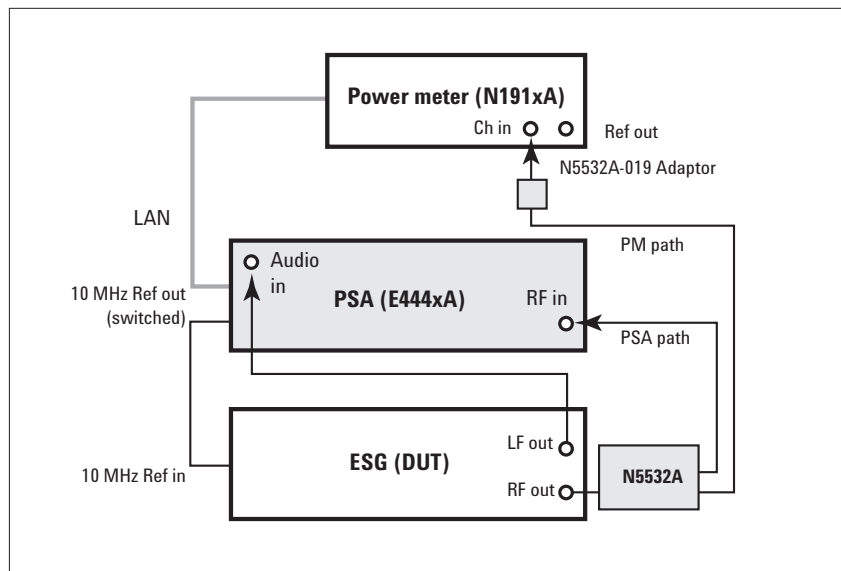 Power meter (N191xA)
Ch in
Ref out
N5532A-019 Adaptor
LAN
PM path
Audio
in
PSA (E444xA)
RF in
10 MHz Ref out
(switched)
PSA path
LF out
ESG (DUT)
10 MHz Ref in
RF out
N5532A